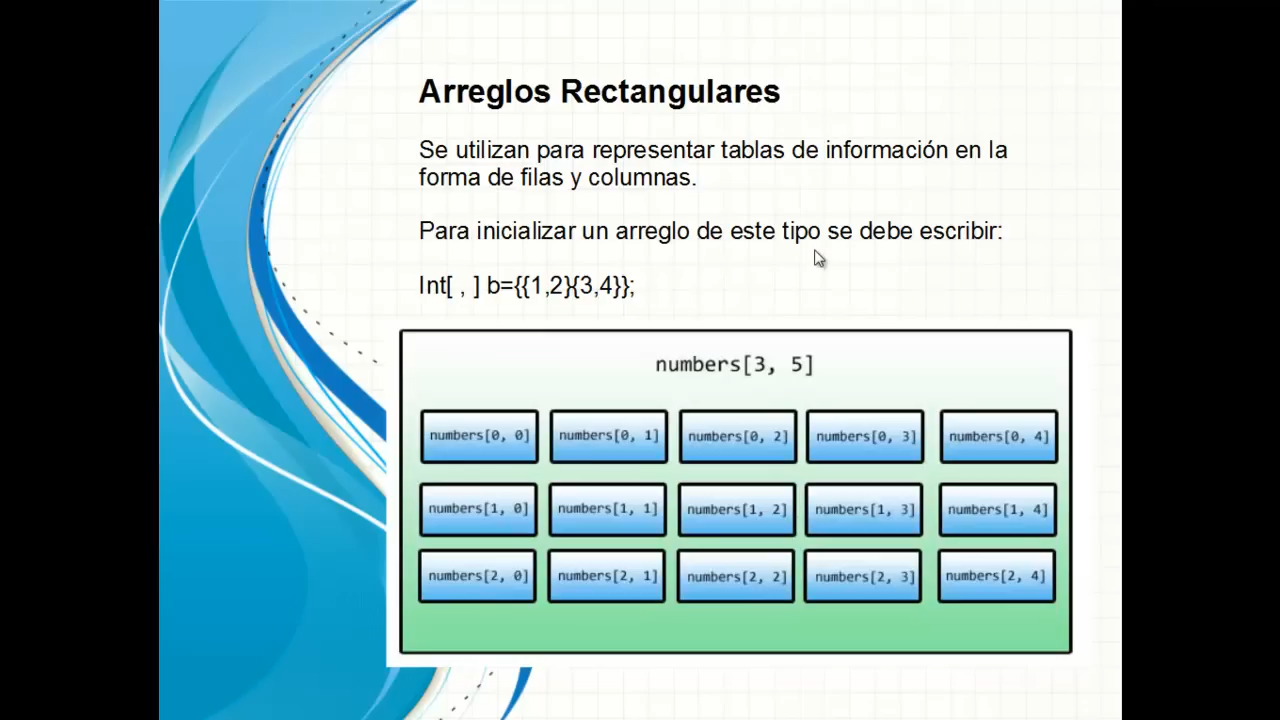 Arreglos Rectangulares
Se utilizan para representar tablas de información en la
forma de filas y columnas.
Para inicializar un arreglo de este tipo se debe escribir:
Int[ , ] b={{1,2}{3,4}};
numbers[3, 5]
numbers[0, 0] numbers[0, 1] numbers[0, 2] numbers[0, 3] numbers[0, 4]
numbers[1, 0] numbers[1, 1] numbers[1, 2] numbers[1, 3] numbers[1, 4]
numbers[2, 0] numbers[2, 1] numbers[2, 2] numbers[2, 3] numbers[2, 4]